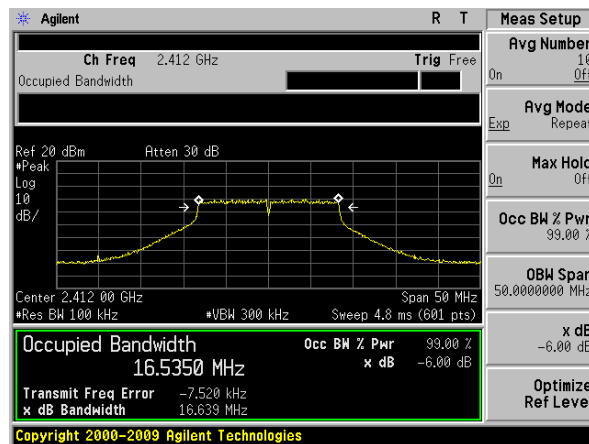 Agilent R T
Meas Setup
Ch Freq 2.412 GHz Trig Free
Occupied Bandwidth
Avg Number
10
On Off
Avg Mode
Exp Repeat
Max Hold
On Off
Occ BW % Pwr
99.00 %
OBW Span
50.0000000 MHz
x dB
-6.00 dB
Optimize
Ref Level
Ref 20 dBm Atten 30 dB
#Peak
Log
10
dB/
Center 2.412 00 GHz Span 50 MHz
#Res BW 100 kHz #VBW 300 kHz Sweep 4.8 ms (601 pts)
Occupied Bandwidth Occ BW % Pwr 99.00 %
16.5350 MHz x dB -6.00 dB
Transmit Freq Error -7.520 kHz
x dB Bandwidth 16.639 MHz
Copyright 2000-2009 Agilent Technologies